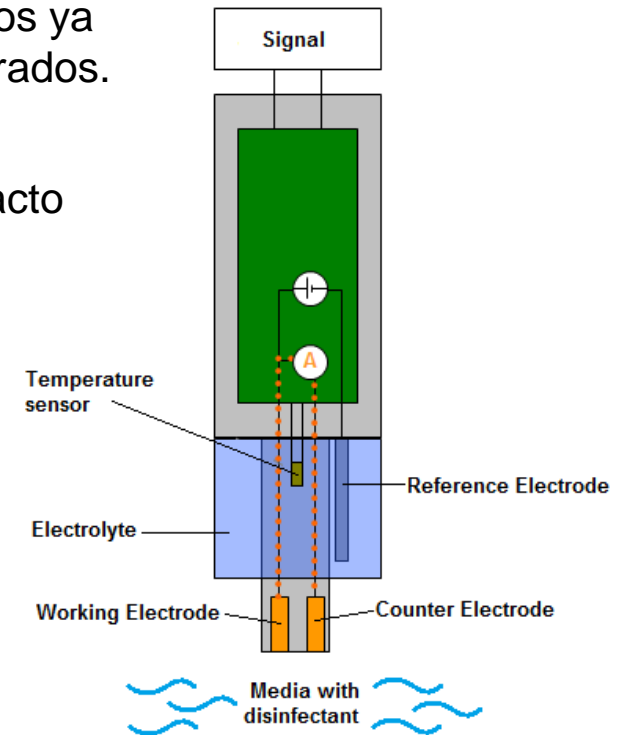 os ya
rados.
acto
Signal
A
Temperature
sensor
Reference Electrode
Electrolyte
Working Electrode
Counter Electrode
Media with
disinfectant